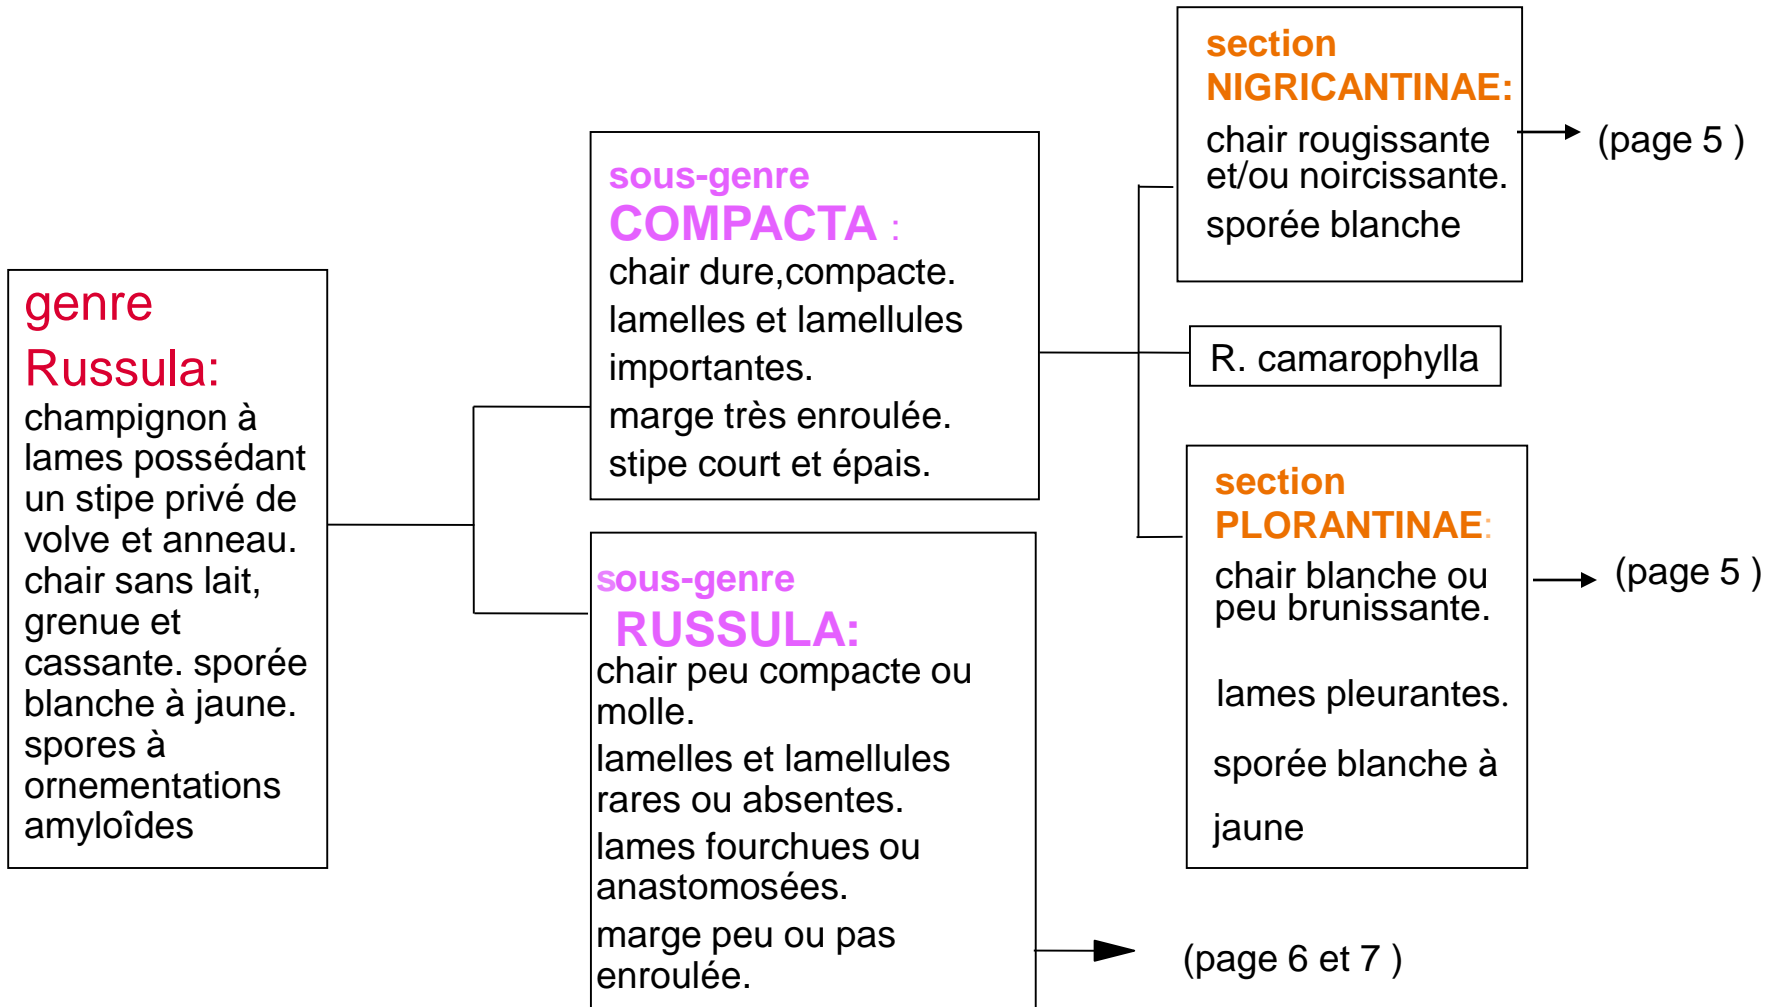 genre
Russula:
champignon à
lames possédant
un stipe privé de
volve et anneau.
chair sans lait,
grenue et
cassante. sporée
blanche à jaune.
spores à
ornementations
amyloîdes
sous-genre
COMPACTA :
chair dure,compacte.
lamelles et lamellules
importantes.
marge très enroulée.
stipe court et épais.
sous-genre
RUSSULA:
chair peu compacte ou
molle.
lamelles et lamellules
rares ou absentes.
lames fourchues ou
anastomosées.
marge peu ou pas
enroulée.
(page 6 et 7 )
section
NIGRICANTINAE:
chair rougissante
et/ou noircissante.
sporée blanche
(page 5 )
R. camarophylla
section
PLORANTINAE:
chair blanche ou
peu brunissante.
lames pleurantes.
sporée blanche à
jaune
(page 5 )